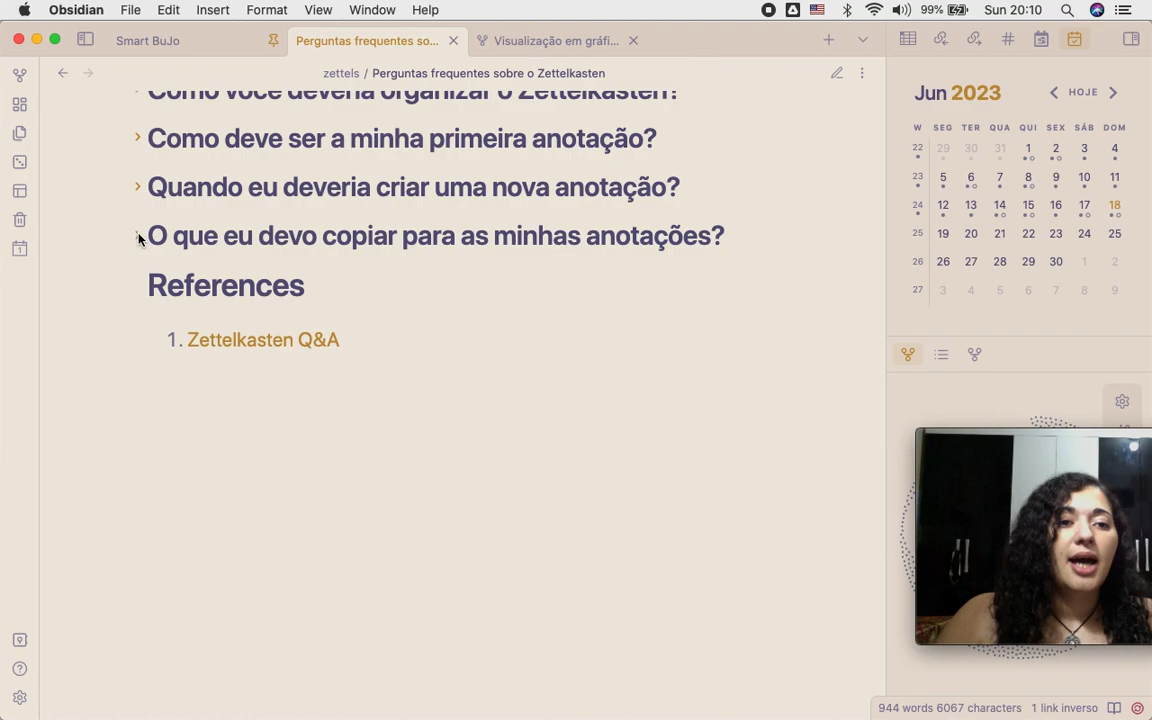 Obsidian File Edit Insert Format View Window Help 99% Sun 20:10
Smart BuJo Perguntas frequentes so... Visualização em gráfi...
zettels / Perguntas frequentes sobre o Zettelkasten
Como você deveria organizar o Zettelkasten?
Como deve ser a minha primeira anotação?
Quando eu deveria criar uma nova anotação?
O que eu devo copiar para as minhas anotações?
References
1. Zettelkasten Q&A
Jun 2023 HOJE
W SEG TER QUA QUI SEX SÁB DOM
22 29 30 31 1 2 3 4
23 5 6 7 8 9 10 11
24 12 13 14 15 16 17 18
25 19 20 21 22 23 24 25
26 26 27 28 29 30 1 2
27 3 4 5 6 7 8 9
944 words 6067 characters 1 link inverso